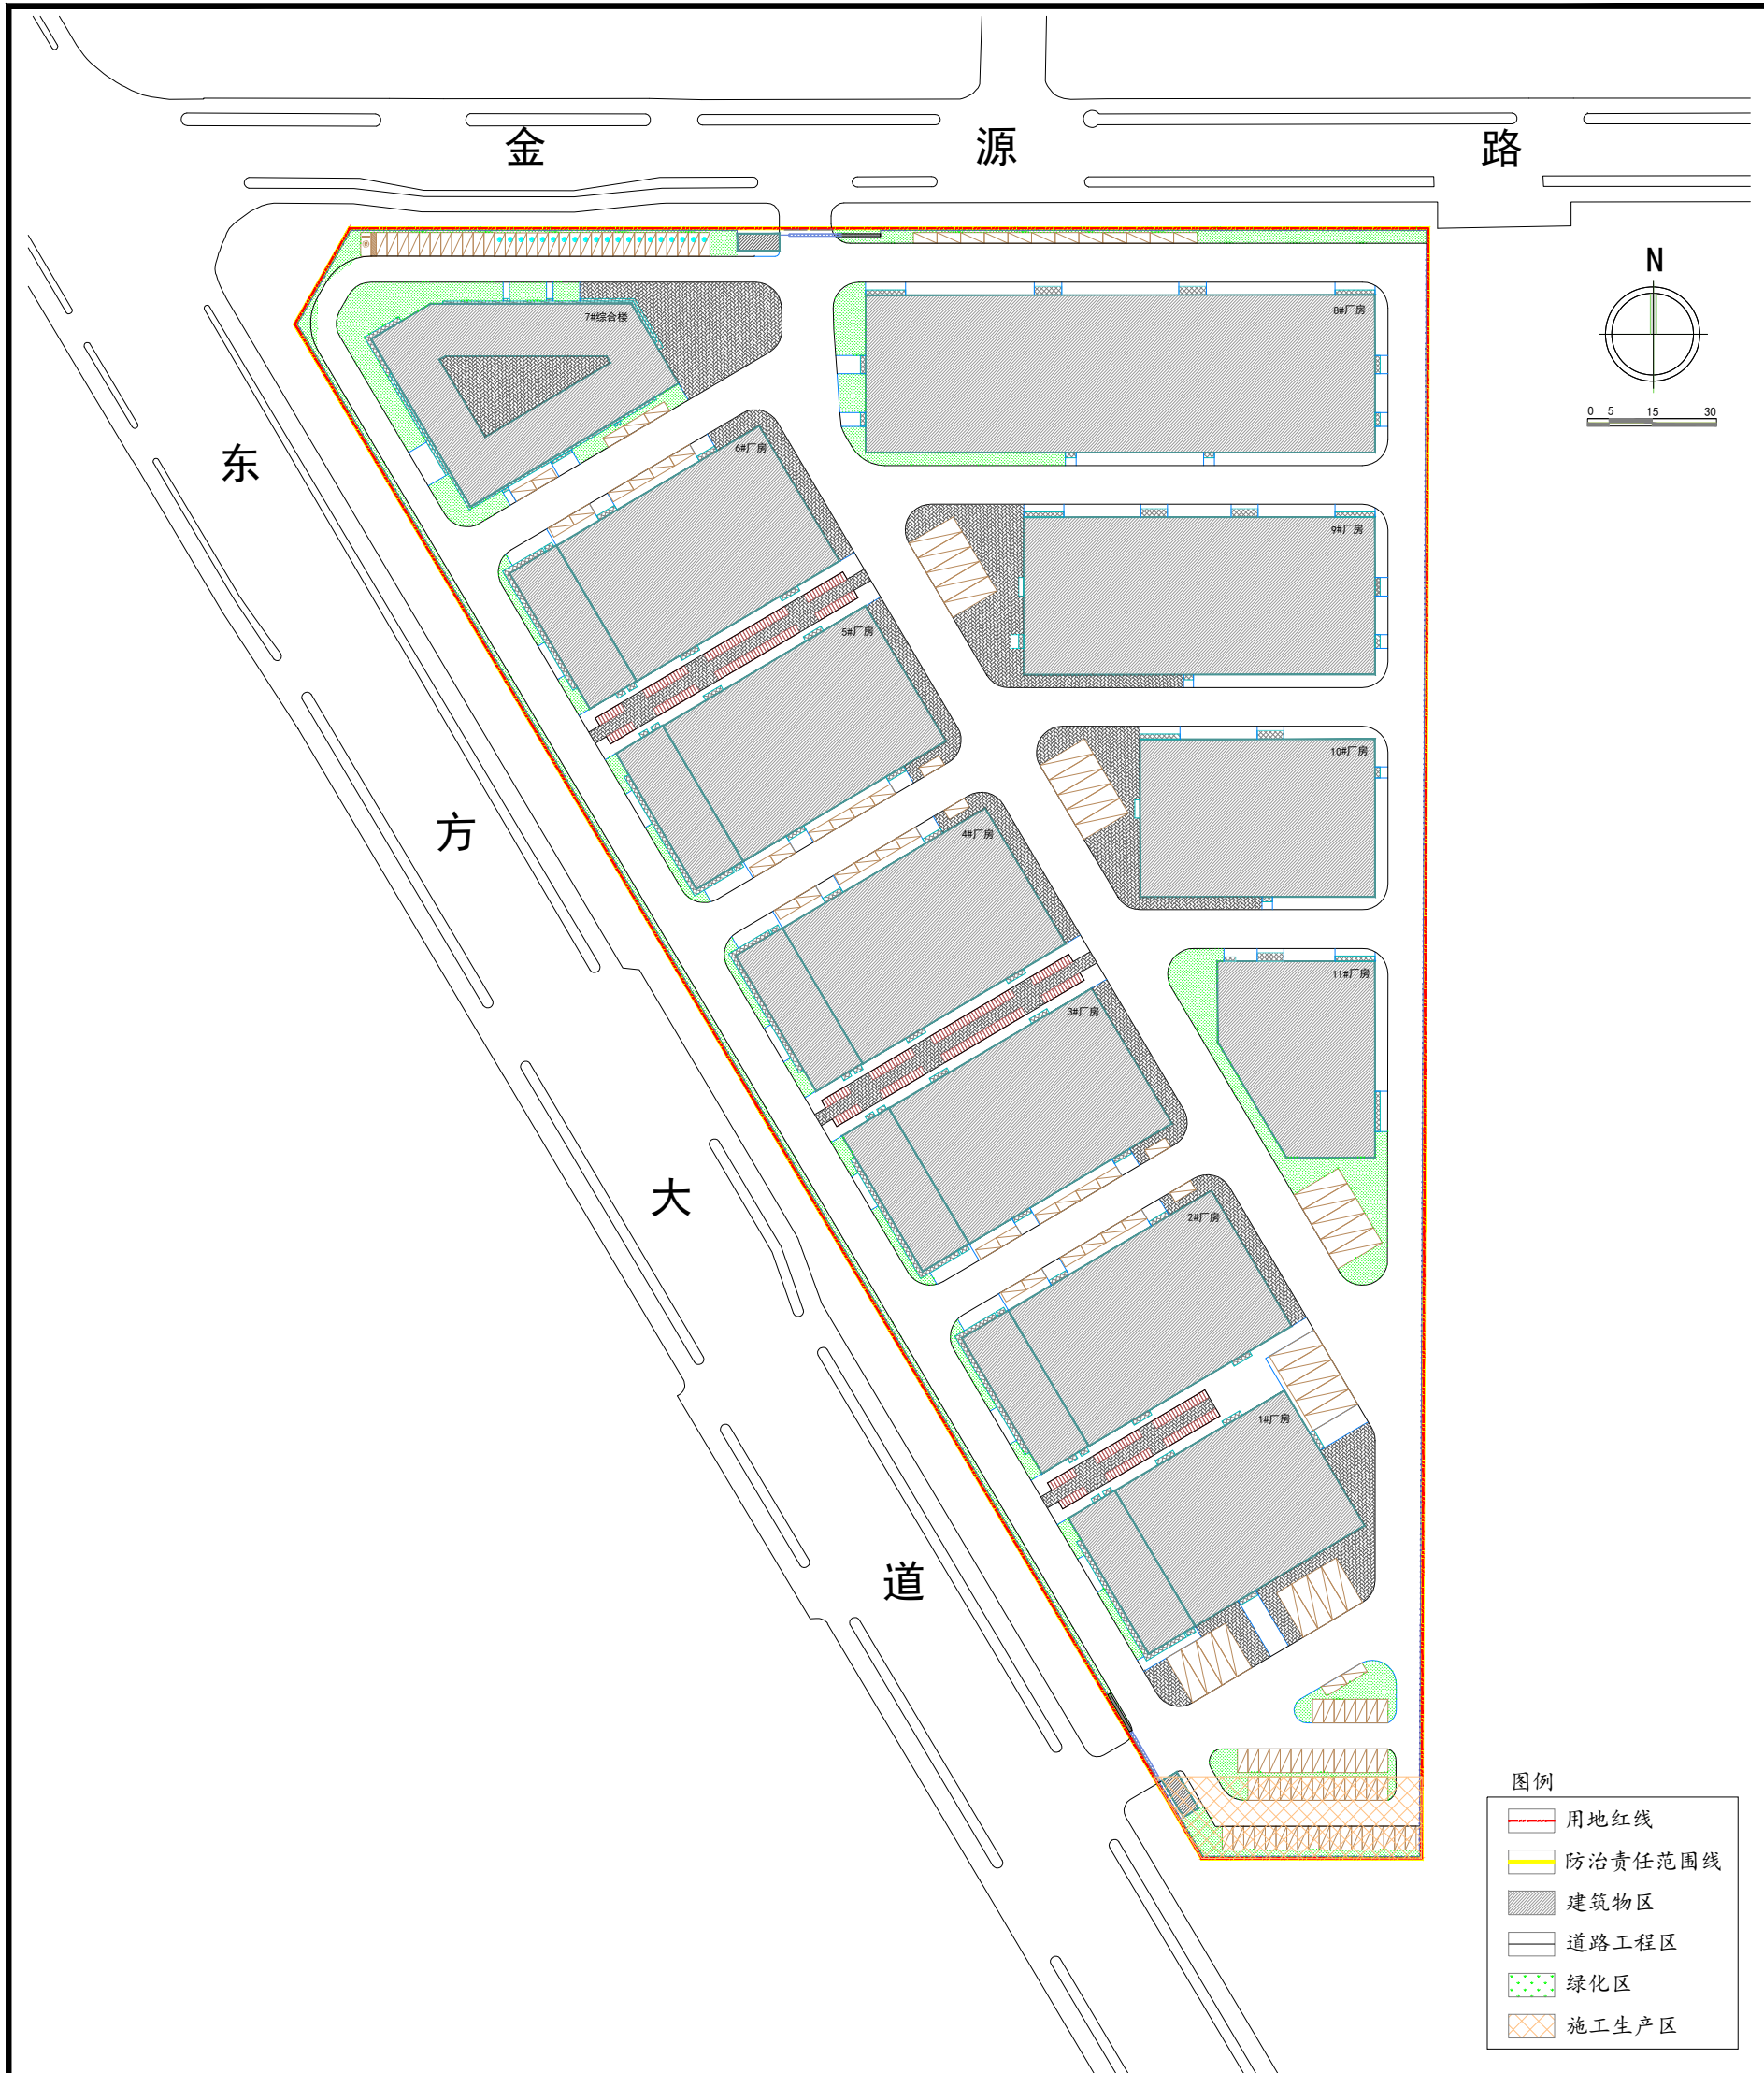 金 源 路
N
0 5 15 30
7#综合楼
8#厂房
6#厂房
9#厂房
5#厂房
10#厂房
4#厂房
11#厂房
3#厂房
2#厂房
1#厂房
东
方
大
道
图例
用地红线
防治责任范围线
建筑物区
道路工程区
绿化区
施工生产区